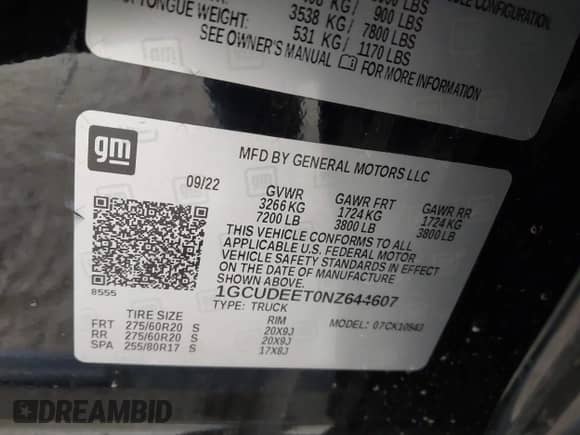 KG/ 900 LBS
3538 KG/ 7800 LBS
TONGUE WEIGHT: 531 KG/ 1170 LBS
SEE OWNER'S MANUAL FOR MORE INFORMATION
CONFIGURATION.
gm
MFD BY GENERAL MOTORS LLC
09/22
GVWR GAWR FRT GAWR RR
3266 KG 1724 KG 1724 KG
7200 LB 3800 LB 3800 LB
THIS VEHICLE CONFORMS TO ALL
APPLICABLE U.S. FEDERAL MOTOR
VEHICLE SAFETY STANDARDS IN EFFECT
ON THE DATE OF MANUFACTURE
SHOWN ABOVE.
8555
1GCUDEET0NZ644607
TYPE: TRUCK
TIRE SIZE RIM MODEL: 07CK10543
FRT 275/60R20 S 20X9J
RR 275/60R20 S 20X9J
SPA 255/80R17 S 17X8J
DREAMBID